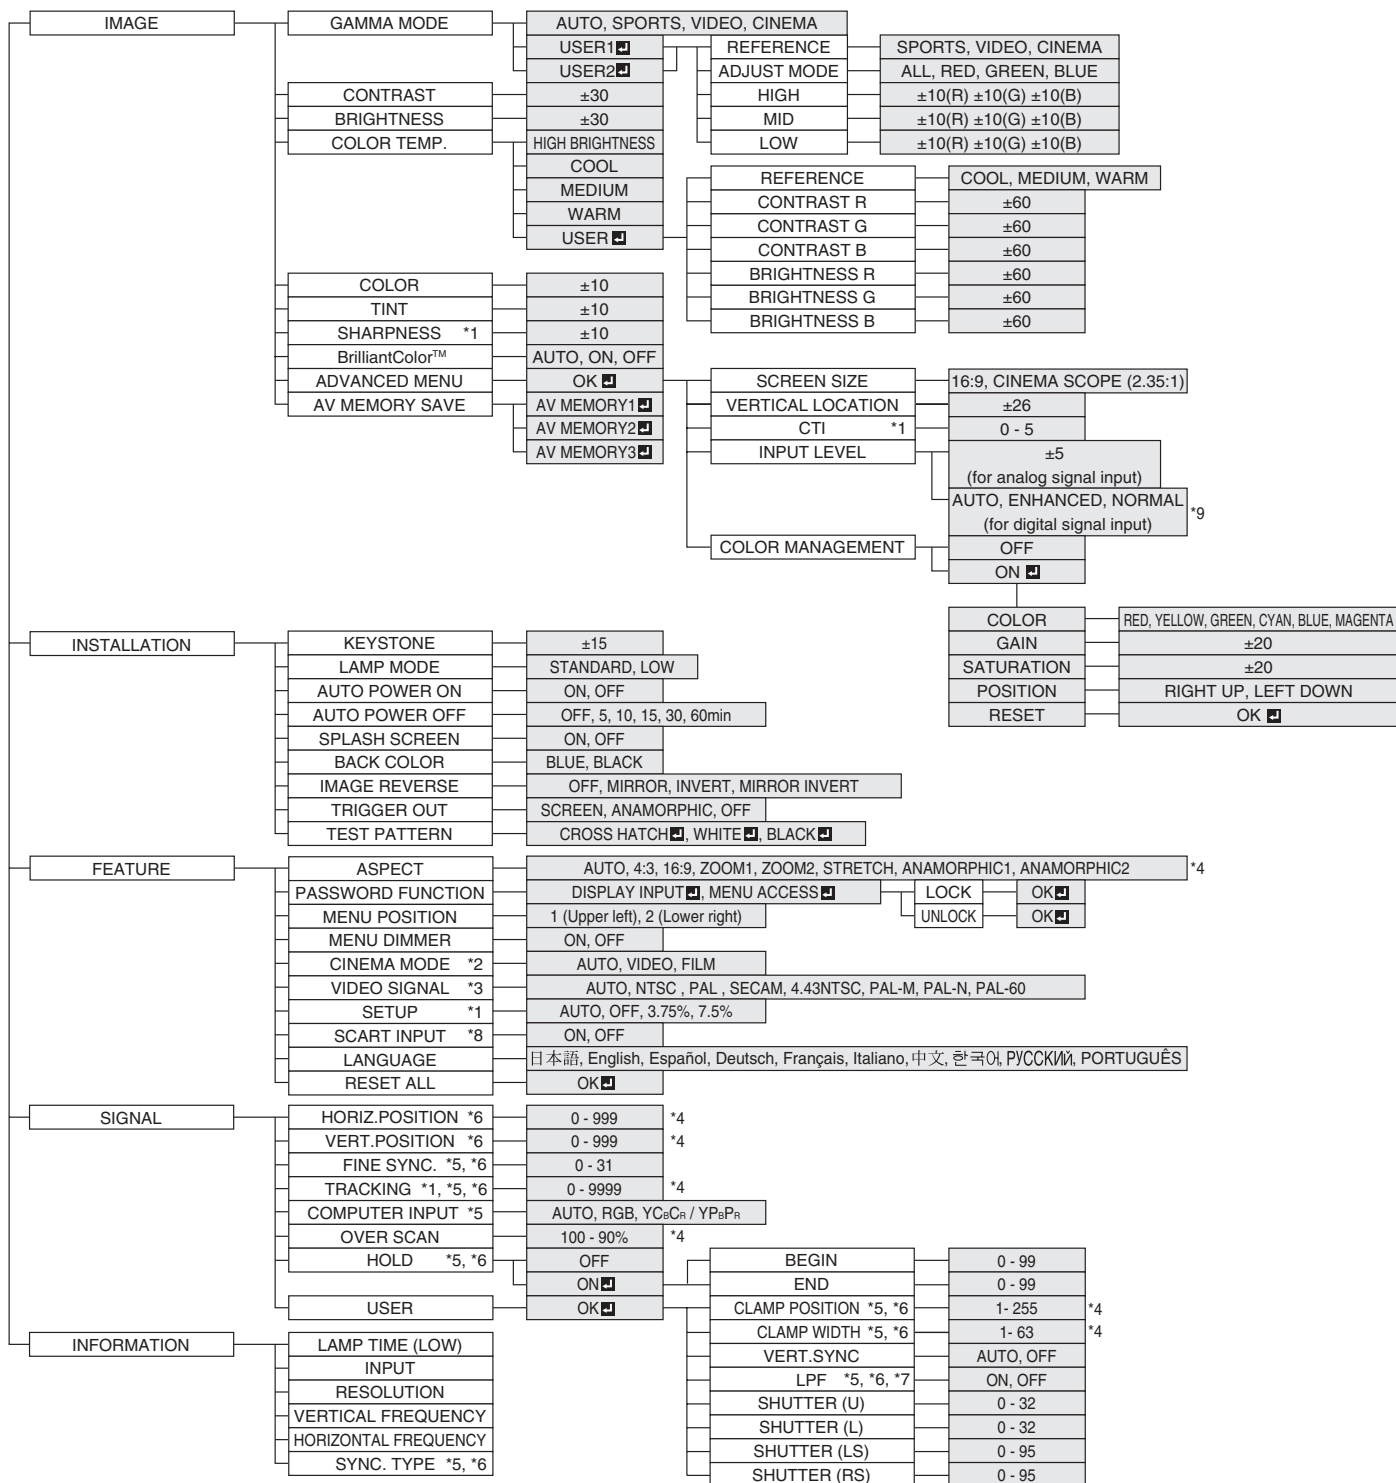 IMAGE GAMMA MODE AUTO, SPORTS, VIDEO, CINEMA
USER1 REFERENCE SPORTS, VIDEO, CINEMA
USER2 ADJUST MODE ALL, RED, GREEN, BLUE
CONTRAST ±30 HIGH ±10(R) ±10(G) ±10(B)
BRIGHTNESS ±30 MID ±10(R) ±10(G) ±10(B)
COLOR TEMP. HIGH BRIGHTNESS LOW ±10(R) ±10(G) ±10(B)
COOL REFERENCE COOL, MEDIUM, WARM
MEDIUM CONTRAST R ±60
WARM CONTRAST G ±60
USER CONTRAST B ±60
BRIGHTNESS R ±60
COLOR ±10 BRIGHTNESS G ±60
TINT ±10 BRIGHTNESS B ±60
SHARPNESS *1 ±10
BrilliantColor™ AUTO, ON, OFF
ADVANCED MENU OK SCREEN SIZE 16:9, CINEMA SCOPE (2.35:1)
AV MEMORY SAVE AV MEMORY1 VERTICAL LOCATION ±26
AV MEMORY2 CTI *1 0 - 5
AV MEMORY3 INPUT LEVEL ±5
(for analog signal input)
AUTO, ENHANCED, NORMAL *9
(for digital signal input)
COLOR MANAGEMENT OFF
ON
COLOR RED, YELLOW, GREEN, CYAN, BLUE, MAGENTA
INSTALLATION KEYSTONE ±15 GAIN ±20
LAMP MODE STANDARD, LOW SATURATION ±20
AUTO POWER ON ON, OFF POSITION RIGHT UP, LEFT DOWN
AUTO POWER OFF OFF, 5, 10, 15, 30, 60min RESET OK
SPLASH SCREEN ON, OFF
BACK COLOR BLUE, BLACK
IMAGE REVERSE OFF, MIRROR, INVERT, MIRROR INVERT
TRIGGER OUT SCREEN, ANAMORPHIC, OFF
TEST PATTERN CROSS HATCH, WHITE, BLACK
FEATURE ASPECT AUTO, 4:3, 16:9, ZOOM1, ZOOM2, STRETCH, ANAMORPHIC1, ANAMORPHIC2 *4
PASSWORD FUNCTION DISPLAY INPUT, MENU ACCESS LOCK OK
MENU POSITION 1 (Upper left), 2 (Lower right) UNLOCK OK
MENU DIMMER ON, OFF
CINEMA MODE *2 AUTO, VIDEO, FILM
VIDEO SIGNAL *3 AUTO, NTSC , PAL , SECAM, 4.43NTSC, PAL-M, PAL-N, PAL-60
SETUP *1 AUTO, OFF, 3.75%, 7.5%
SCART INPUT *8 ON, OFF
LANGUAGE 日本語, English, Español, Deutsch, Français, Italiano, 中文, 한국어, РУССКИЙ, PORTUGUÊS
RESET ALL OK
SIGNAL HORIZ.POSITION *6 0 - 999 *4
VERT.POSITION *6 0 - 999 *4
FINE SYNC. *5, *6 0 - 31
TRACKING *1, *5, *6 0 - 9999 *4
COMPUTER INPUT *5 AUTO, RGB, YCBCR / YPBPR
OVER SCAN 100 - 90% *4
HOLD *5, *6 OFF BEGIN 0 - 99
ON END 0 - 99
USER OK CLAMP POSITION *5, *6 1- 255 *4
CLAMP WIDTH *5, *6 1- 63 *4
INFORMATION LAMP TIME (LOW) VERT.SYNC AUTO, OFF
INPUT LPF *5, *6, *7 ON, OFF
RESOLUTION SHUTTER (U) 0 - 32
VERTICAL FREQUENCY SHUTTER (L) 0 - 32
HORIZONTAL FREQUENCY SHUTTER (LS) 0 - 95
SYNC. TYPE *5, *6 SHUTTER (RS) 0 - 95